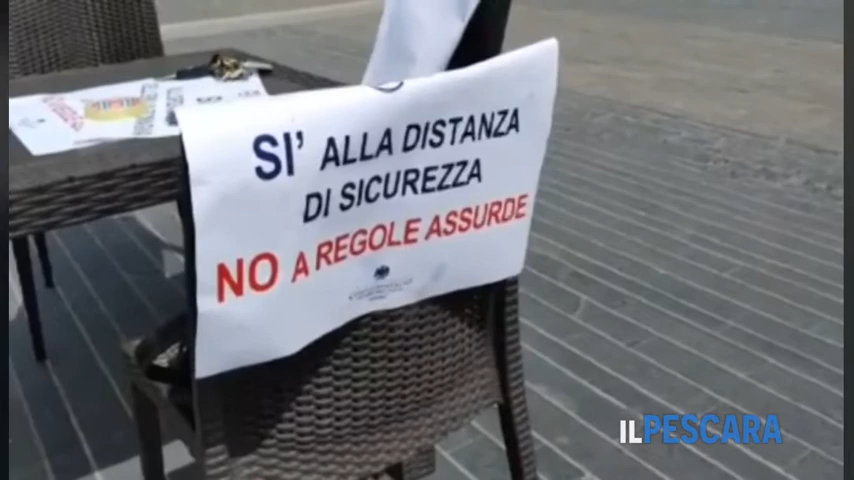 SI' ALLA DISTANZA
DI SICUREZZA
NO A REGOLE ASSURDE
ILPESCARA